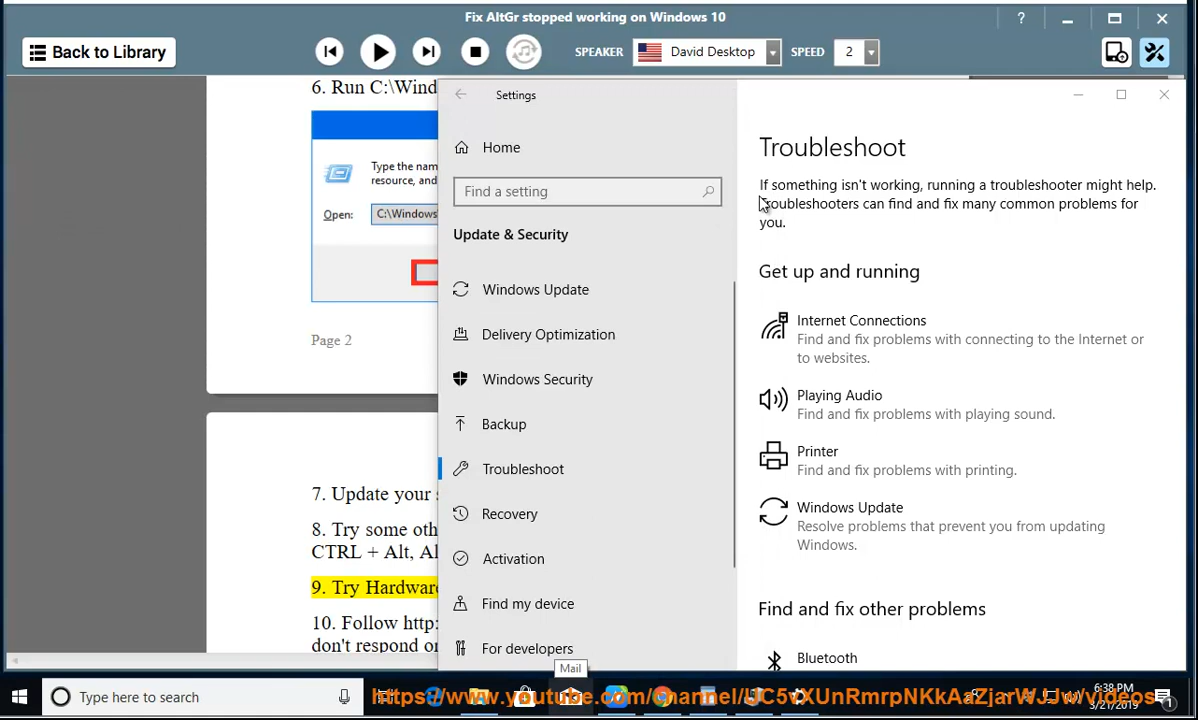 Fix AltGr stopped working on Windows 10
?
Back to Library
SPEAKER
David Desktop
SPEED
2
6. Run C:\Wind
Type the nam
resource, and
Open:
C:\Windows
Page 2
7. Update your s
8. Try some oth
CTRL + Alt, Al
9. Try Hardware
10. Follow http:
don't respond or
Settings
Home
Find a setting
Update & Security
Windows Update
Delivery Optimization
Windows Security
Backup
Troubleshoot
Recovery
Activation
Find my device
For developers
Mail
Troubleshoot
If something isn't working, running a troubleshooter might help.
Troubleshooters can find and fix many common problems for
you.
Get up and running
Internet Connections
Find and fix problems with connecting to the Internet or
to websites.
Playing Audio
Find and fix problems with playing sound.
Printer
Find and fix problems with printing.
Windows Update
Resolve problems that prevent you from updating
Windows.
Find and fix other problems
Bluetooth
Type here to search
6:38 PM
3/21/2019
1